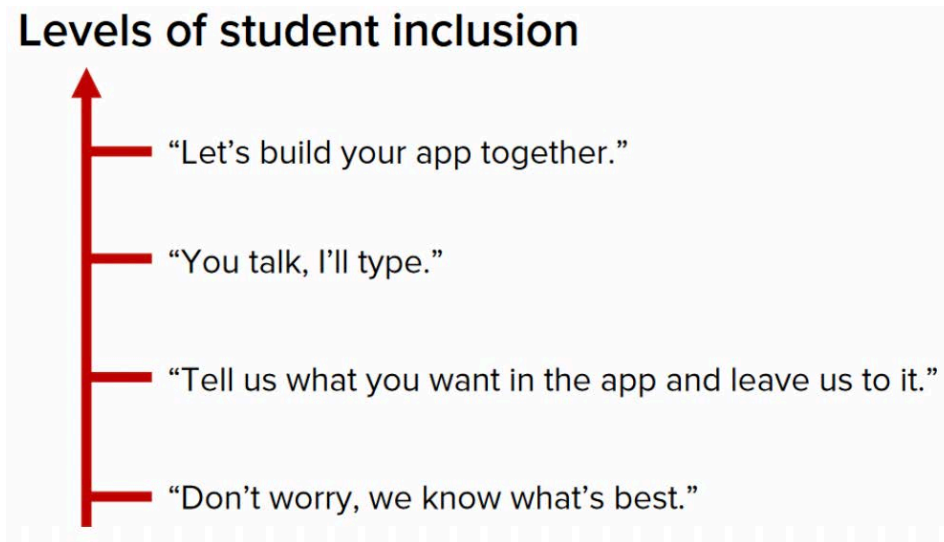 Levels of student inclusion
“Let’s build your app together.”
“You talk, I’ll type.”
“Tell us what you want in the app and leave us to it.”
“Don’t worry, we know what’s best.”